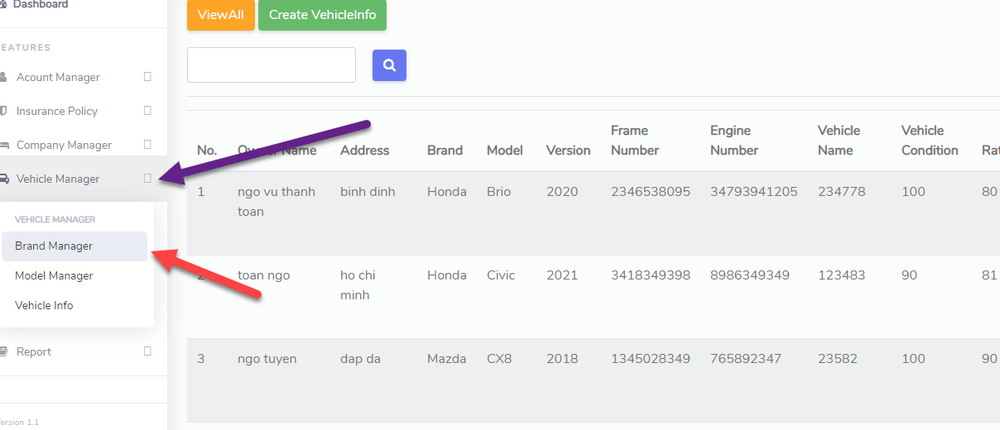 Dashboard
FEATURES
Acount Manager
Insurance Policy
Company Manager
Vehicle Manager
VEHICLE MANAGER
Brand Manager
Model Manager
Vehicle Info
Report
Version 1.1
ViewAll Create VehicleInfo
No. Owner Name Address Brand Model Version Frame Number Engine Number Vehicle Name Vehicle Condition
1 ngo vu thanh toan binh dinh Honda Brio 2020 2346538095 34793941205 234778 100 80
2 toan ngo ho chi minh Honda Civic 2021 3418349398 8986349349 123483 90 81
3 ngo tuyen dap da Mazda CX8 2018 1345028349 765892347 23582 100 90